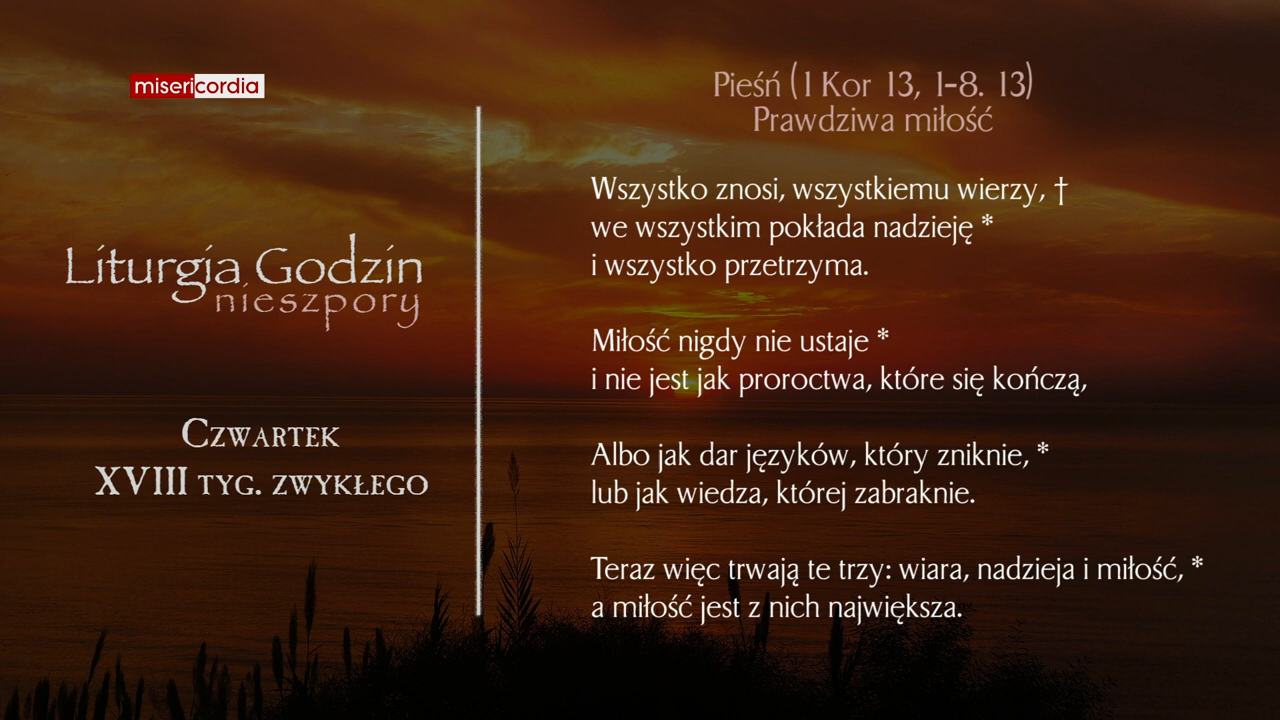 misericordia
Liturgia Godzin
nieszpory
Czwartek
XVIII tyg. zwykłego
Pieśń (1 Kor 13, 1-8. 13)
Prawdziwa miłość
Wszystko znosi, wszystkiemu wierzy, †
we wszystkim pokłada nadzieję *
i wszystko przetrzyma.
Miłość nigdy nie ustaje *
i nie jest jak proroctwa, które się kończą,
Albo jak dar języków, który zniknie, *
lub jak wiedza, której zabraknie.
Teraz więc trwają te trzy: wiara, nadzieja i miłość, *
a miłość jest z nich największa.